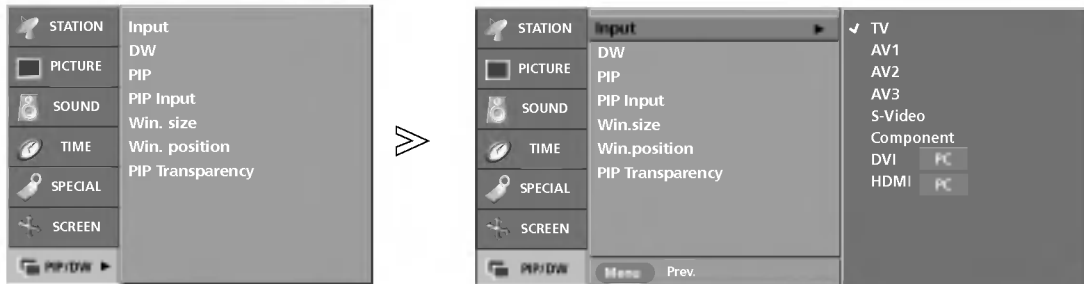 STATION
PICTURE
SOUND
TIME
SPECIAL
SCREEN
PIP/DW
Input
DW
PIP
PIP Input
Win. size
Win. position
PIP Transparency
STATION
PICTURE
SOUND
TIME
SPECIAL
SCREEN
PIP/DW
Input
DW
PIP
PIP Input
Win.size
Win.position
PIP Transparency
Menu Prev.
TV
AV1
AV2
AV3
S-Video
Component
DVI PC
HDMI PC